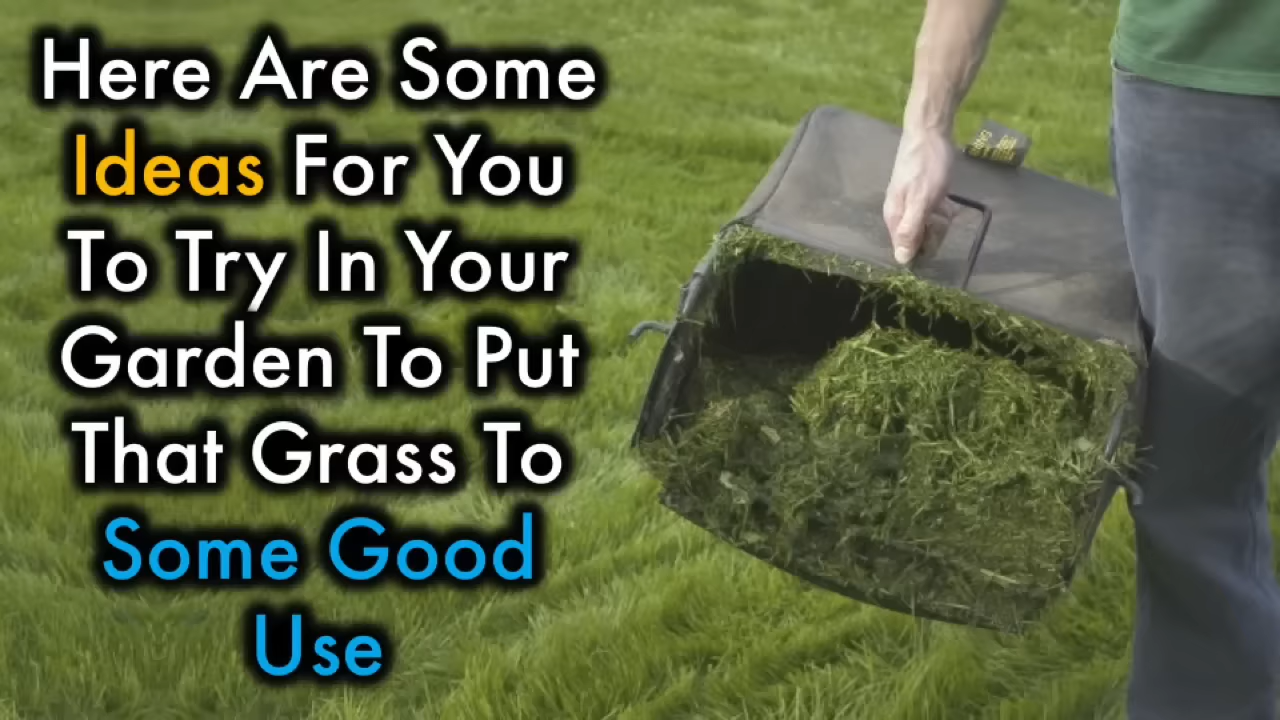 Here Are Some
Ideas For You
To Try In Your
Garden To Put
That Grass To
Some Good
Use